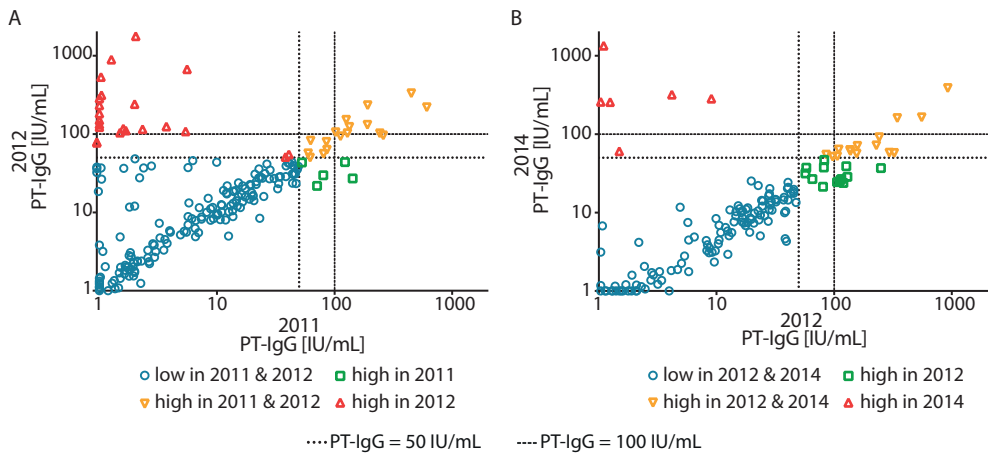 A
1000
100
10
1
2012
PT-IgG [IU/mL]
1 10 100 1000
2011
PT-IgG [IU/mL]
low in 2011 & 2012
high in 2011
high in 2011 & 2012
high in 2012
B
1000
100
10
1
2014
PT-IgG [IU/mL]
1 10 100 1000
2012
PT-IgG [IU/mL]
low in 2012 & 2014
high in 2012
high in 2012 & 2014
high in 2014
PT-IgG = 50 IU/mL
PT-IgG = 100 IU/mL